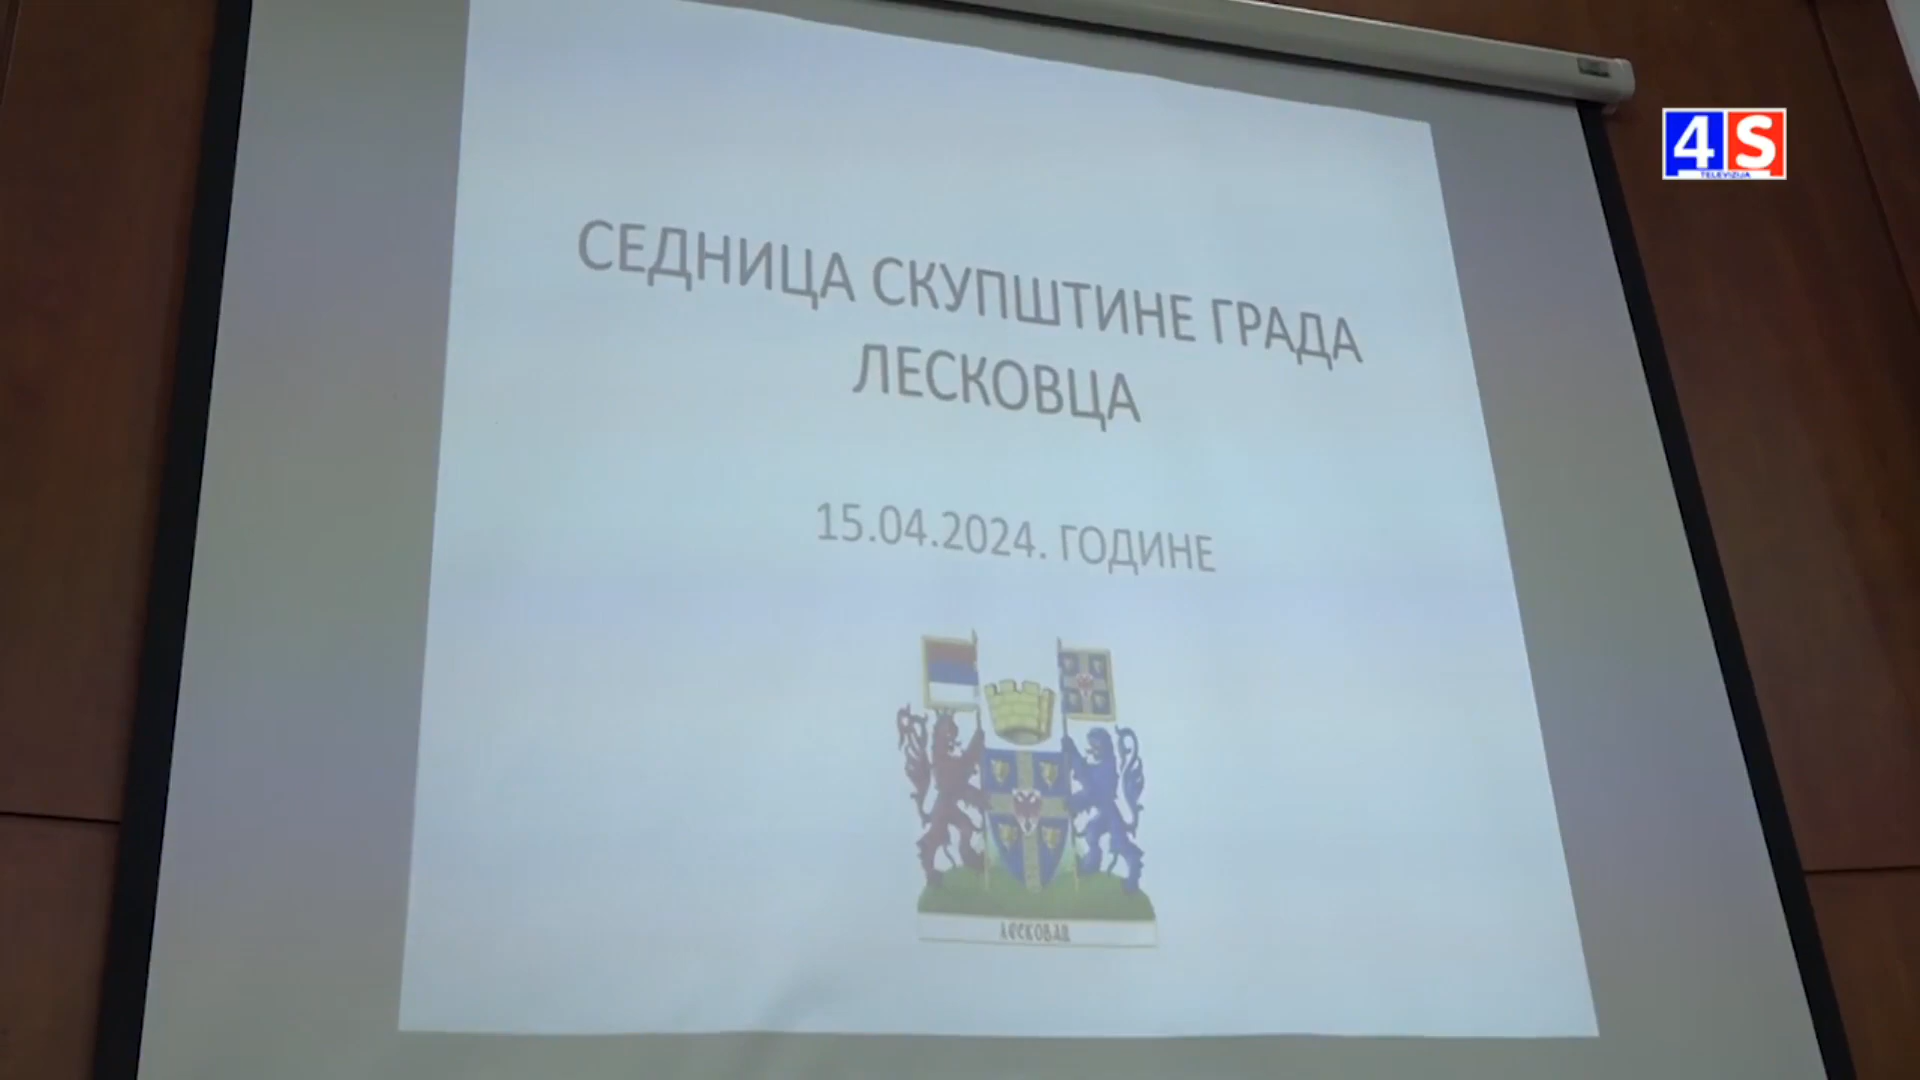 4S
TELEVIZIJA
СЕДНИЦА СКУПШТИНЕ ГРАДА
ЛЕСКОВЦА
15.04.2024. ГОДИНЕ
ЛЕСКОВАЦ